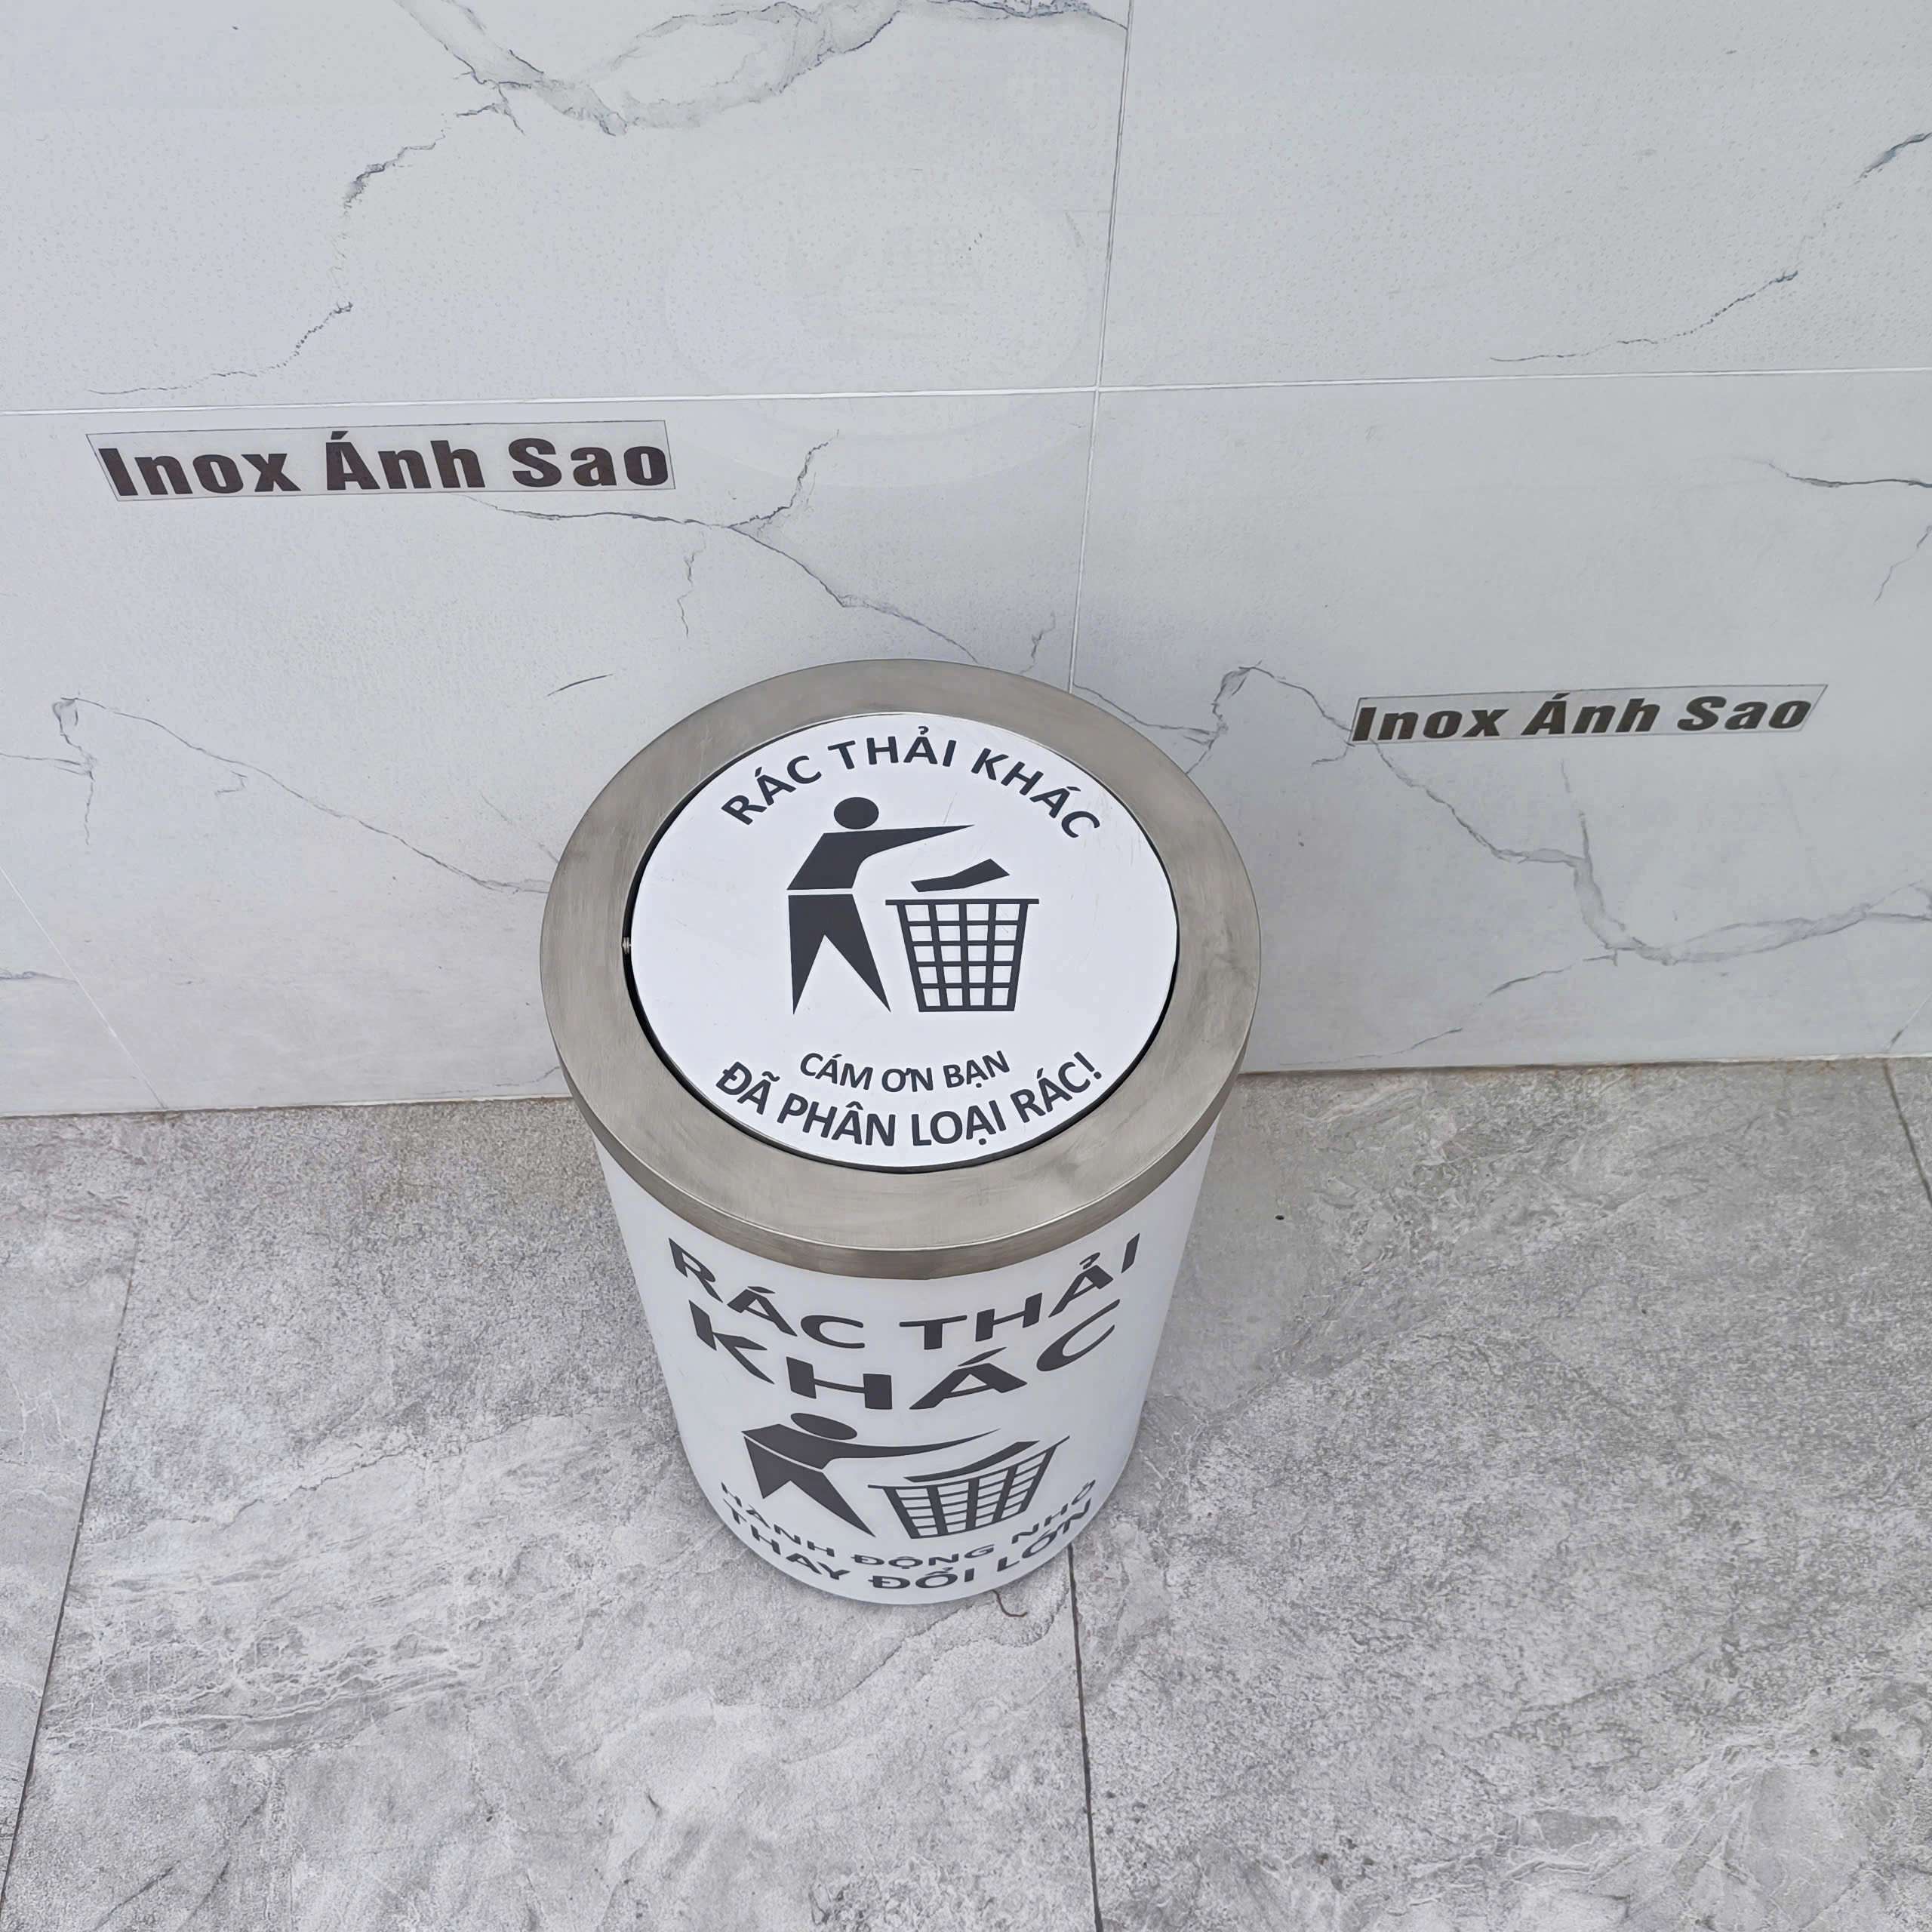 Inox Ánh Sao
Inox Ánh Sao
RÁC THẢI KHÁC
CÁM ƠN BẠN
ĐÃ PHÂN LOẠI RÁC!
RÁC THẢI
KHÁC
HÀNH ĐỘNG NHỎ
THAY ĐỔI LỚN